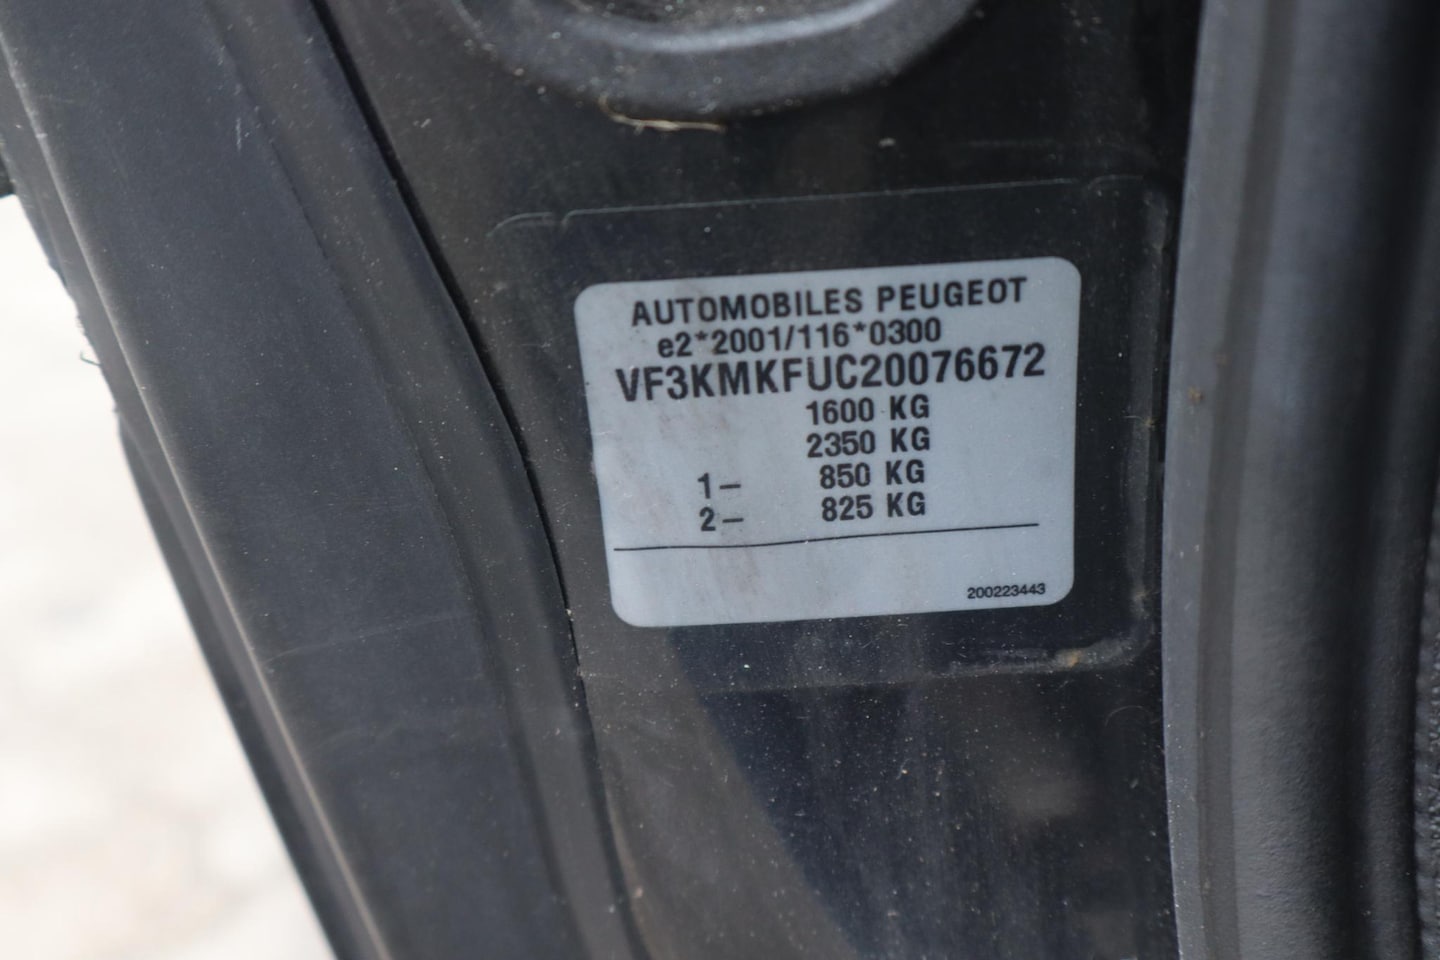 AUTOMOBILES PEUGEOT
e2*2001/116*0300
VF3KMKFUC20076672
1600 KG
2350 KG
1– 850 KG
2– 825 KG
200223443